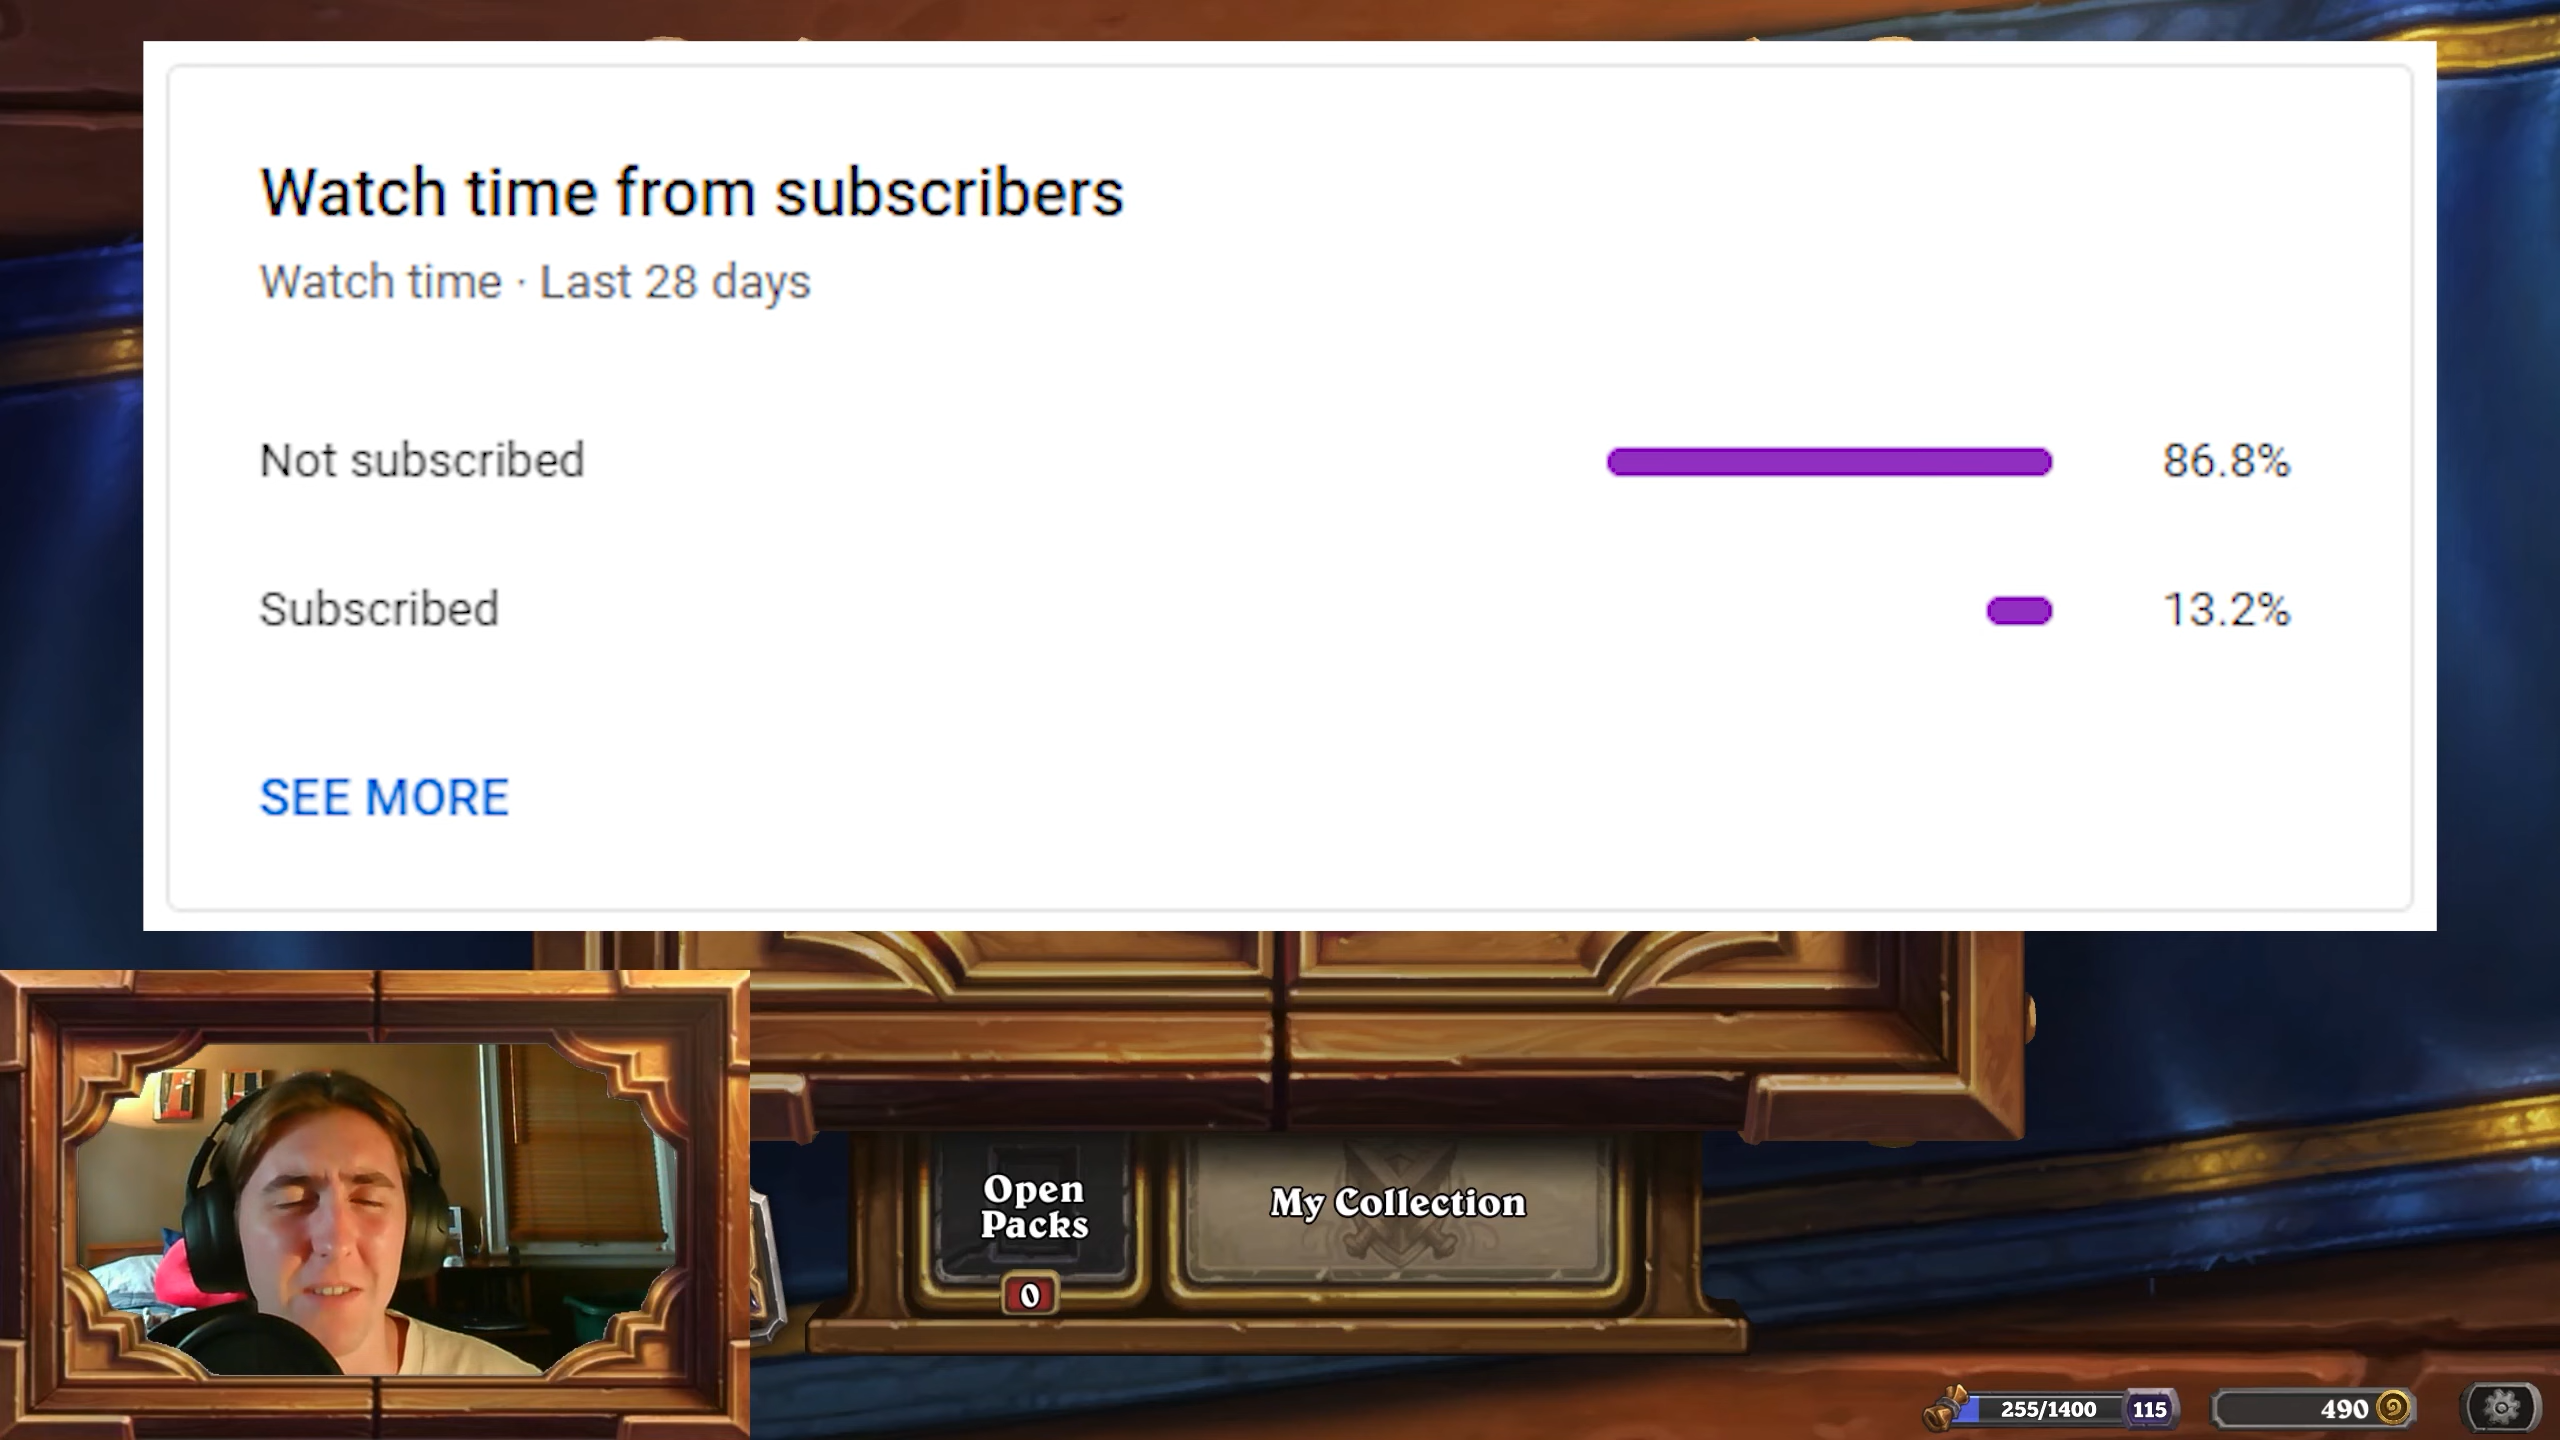 Watch time from subscribers
Watch time · Last 28 days
Not subscribed 86.8%
Subscribed 13.2%
SEE MORE
Open
Packs
My Collection
0
255/1400 115 490